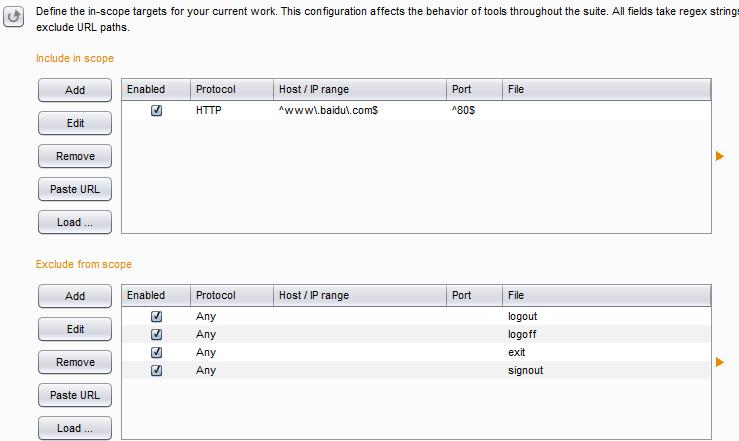 Define the in-scope targets for your current work. This configuration affects the behavior of tools throughout the suite. All fields take regex strings
exclude URL paths.
Include in scope
Add
Edit
Remove
Paste URL
Load ...
Enabled Protocol Host / IP range Port File
HTTP ^www\.baidu\.com$ ^80$
Exclude from scope
Add
Edit
Remove
Paste URL
Load ...
Enabled Protocol Host / IP range Port File
Any logout
Any logoff
Any exit
Any signout